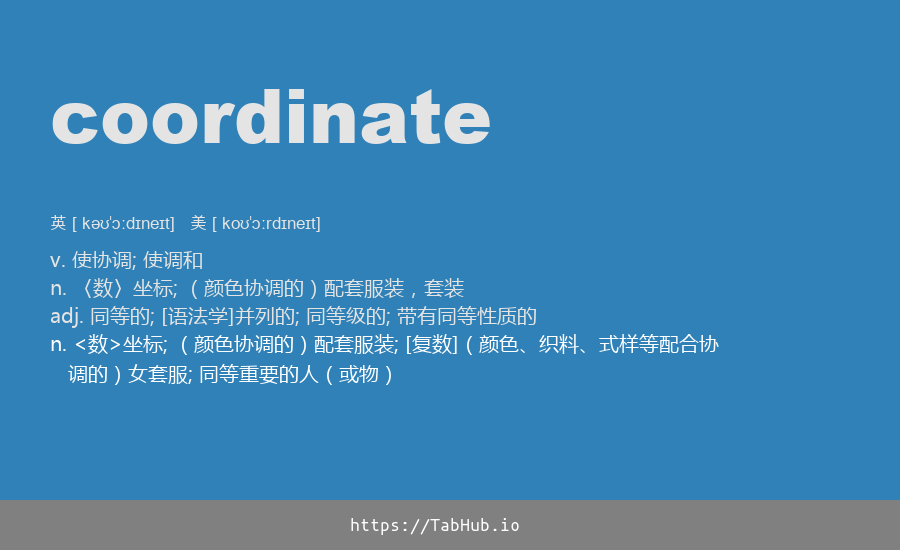 coordinate
英 [ kəʊˈɔːdɪneɪt] 美 [ koʊˈɔːrdɪneɪt]
v. 使协调; 使调和
n. 〈数〉坐标; （颜色协调的）配套服装，套装
adj. 同等的; [语法学]并列的; 同等级的; 带有同等性质的
n. <数>坐标; （颜色协调的）配套服装; [复数]（颜色、织料、式样等配合协
调的）女套服; 同等重要的人（或物）
https://TabHub.io